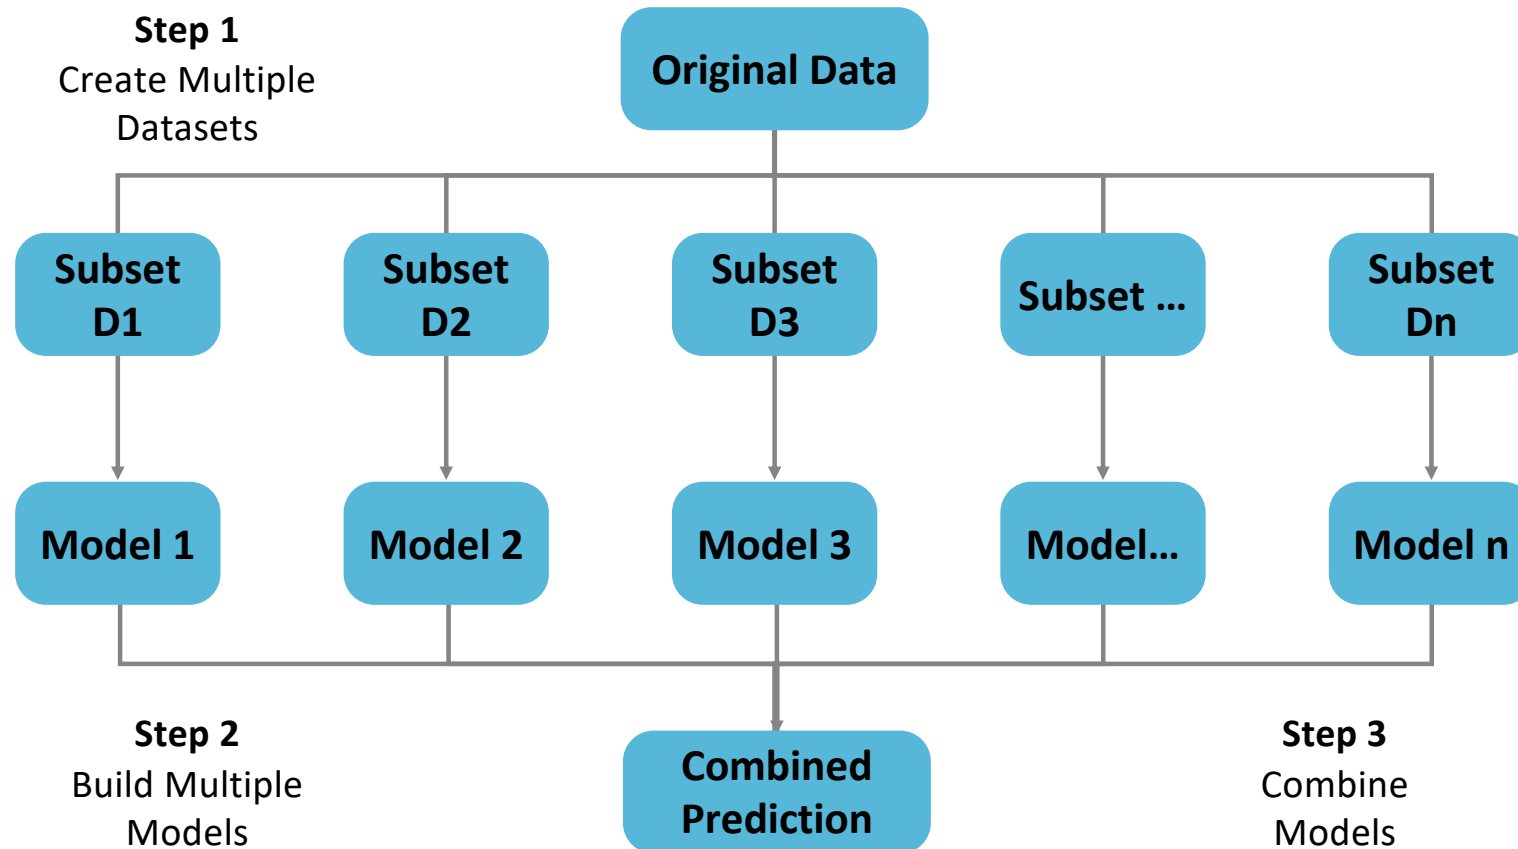 Step 1
Create Multiple
Datasets
Original Data
Subset
D1
Subset
D2
Subset
D3
Subset ...
Subset
Dn
Model 1
Model 2
Model 3
Model...
Model n
Step 2
Build Multiple
Models
Combined
Prediction
Step 3
Combine
Models